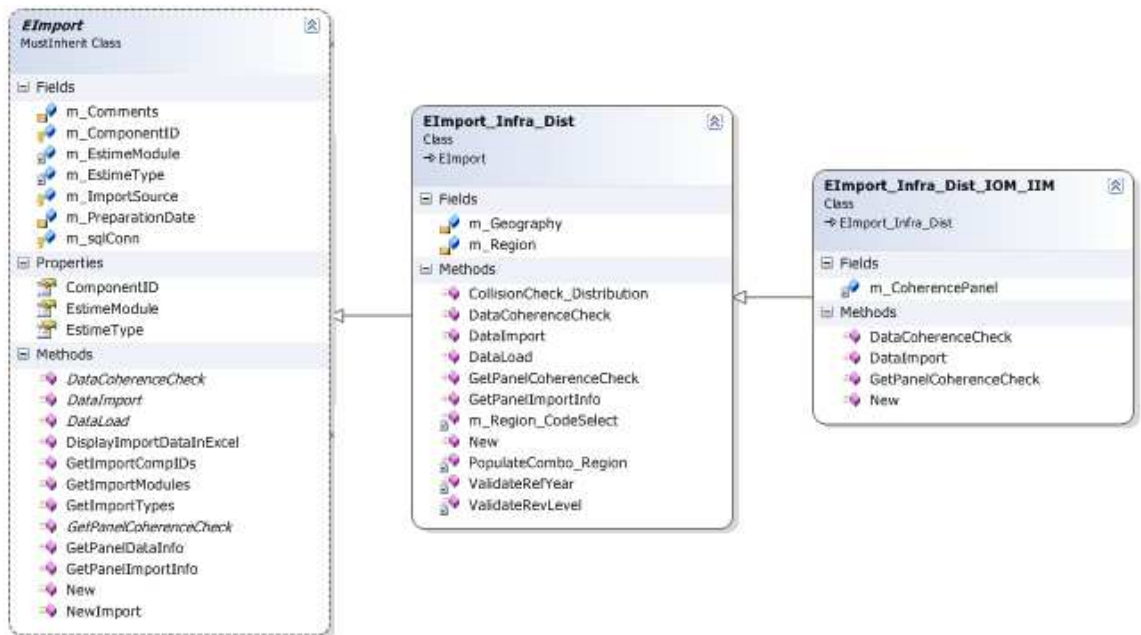 EImport
MustInherit Class
Fields
m_Comments
m_ComponentID
m_EstimeModule
m_EstimeType
m_ImportSource
m_PreparationDate
m_sqlConn
Properties
ComponentID
EstimeModule
EstimeType
Methods
DataCoherenceCheck
DataImport
DataLoad
DisplayImportDataInExcel
GetImportCompIDs
GetImportModules
GetImportTypes
GetPanelCoherenceCheck
GetPanelDataInfo
GetPanelImportInfo
New
NewImport
EImport_Infra_Dist
Class
EImport
Fields
m_Geography
m_Region
Methods
CollisionCheck_Distribution
DataCoherenceCheck
DataImport
DataLoad
GetPanelCoherenceCheck
GetPanelImportInfo
m_Region_CodeSelect
New
PopulateCombo_Region
ValidateRefYear
ValidateRevLevel
EImport_Infra_Dist_IOM_IIM
Class
EImport_Infra_Dist
Fields
m_CoherencePanel
Methods
DataCoherenceCheck
DataImport
GetPanelCoherenceCheck
New